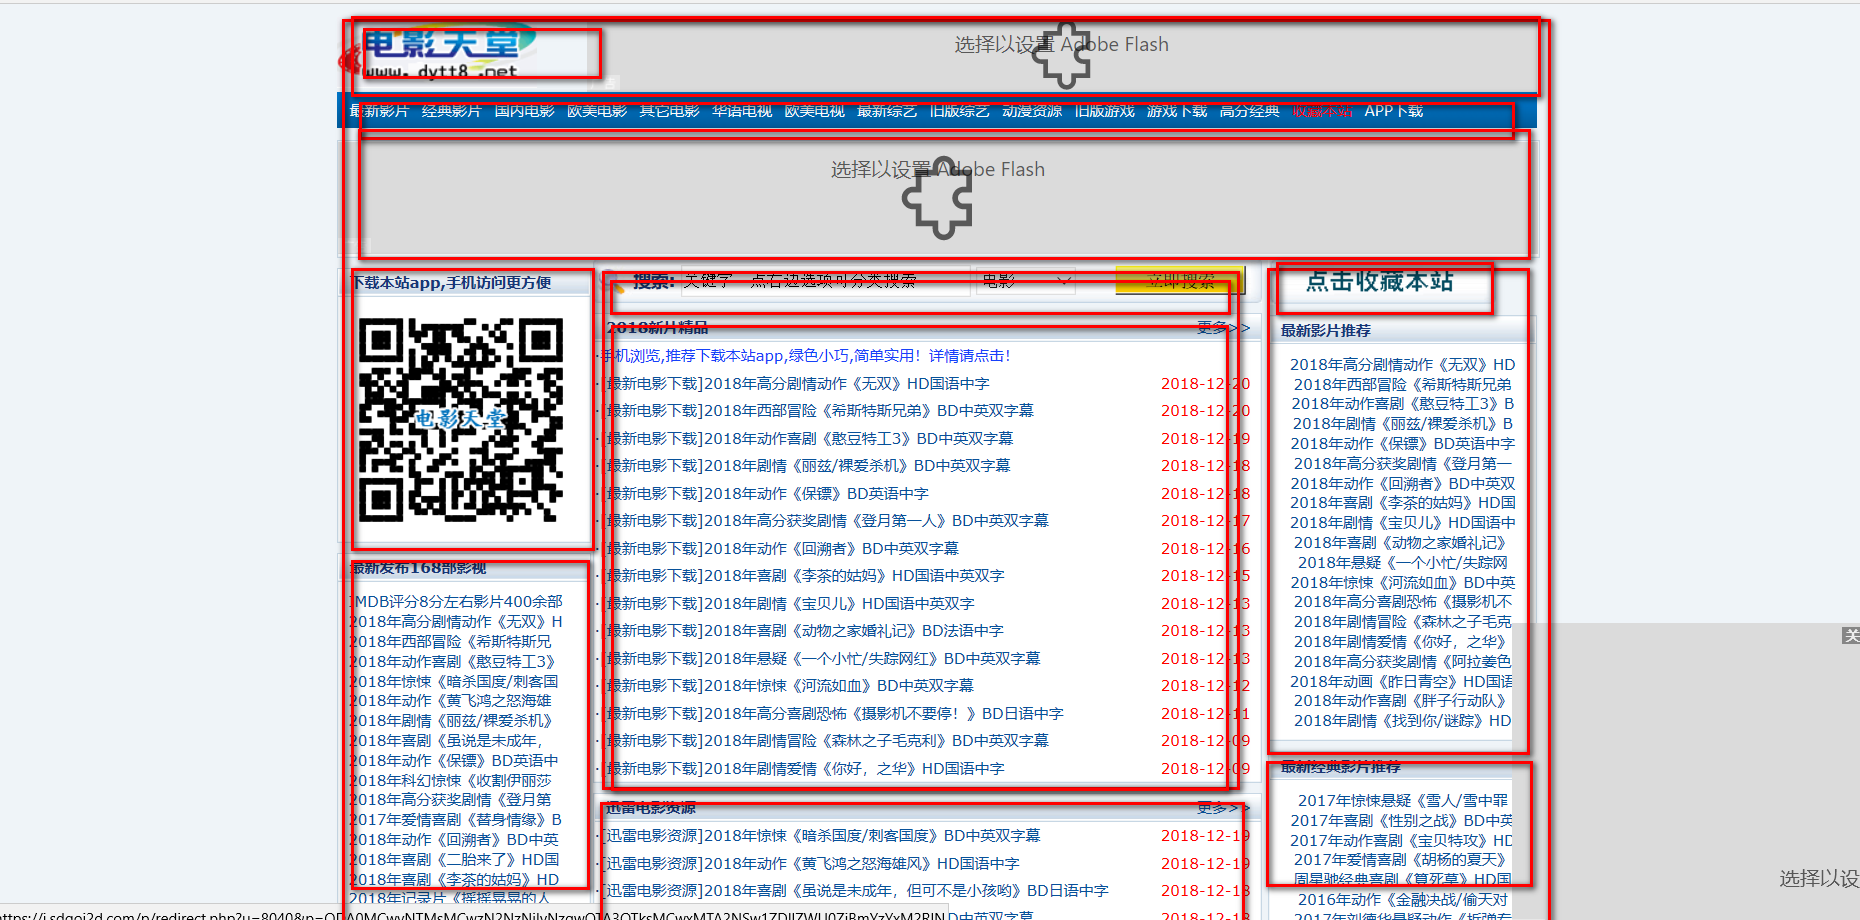 电影天堂
www.dytt8.net
选择以设置 Adobe Flash
最新影片 经典影片 国内电影 欧美电影 其它电影 华语电视 欧美电视 最新综艺 旧版综艺 动漫资源 旧版游戏 游戏下载 高分经典 收藏本站 APP下载
选择以设置 Adobe Flash
下载本站app,手机访问更方便
电影天堂
最新发布168部影视
IMDB评分8分左右影片400余部
2018年高分剧情动作《无双》H
2018年西部冒险《希斯特斯兄
2018年动作喜剧《憨豆特工3》
2018年惊悚《暗杀国度/刺客国
2018年动作《黄飞鸿之怒海雄
2018年剧情《丽兹/裸爱杀机》
2018年喜剧《虽说是未成年，
2018年动作《保镖》BD英语中
2018年科幻惊悚《收割伊丽莎
2018年高分获奖剧情《登月第
2017年爱情喜剧《替身情缘》B
2018年动作《回溯者》BD中英
2018年喜剧《二胎来了》HD国
2018年喜剧《李茶的姑妈》HD
2018年记录片《摇摇晃晃的人
搜索: 关键字 点右边选项可分类搜索 电影 立即搜索
2018新片精品 更多>>
·手机浏览,推荐下载本站app,绿色小巧,简单实用！详情请点击！
·[最新电影下载]2018年高分剧情动作《无双》HD国语中字 2018-12-20
·[最新电影下载]2018年西部冒险《希斯特斯兄弟》BD中英双字幕 2018-12-20
·[最新电影下载]2018年动作喜剧《憨豆特工3》BD中英双字幕 2018-12-19
·[最新电影下载]2018年剧情《丽兹/裸爱杀机》BD中英双字幕 2018-12-18
·[最新电影下载]2018年动作《保镖》BD英语中字 2018-12-18
·[最新电影下载]2018年高分获奖剧情《登月第一人》BD中英双字幕 2018-12-17
·[最新电影下载]2018年动作《回溯者》BD中英双字幕 2018-12-16
·[最新电影下载]2018年喜剧《李茶的姑妈》HD国语中英双字 2018-12-15
·[最新电影下载]2018年剧情《宝贝儿》HD国语中英双字 2018-12-13
·[最新电影下载]2018年喜剧《动物之家婚礼记》BD法语中字 2018-12-13
·[最新电影下载]2018年悬疑《一个小忙/失踪网红》BD中英双字幕 2018-12-13
·[最新电影下载]2018年惊悚《河流如血》BD中英双字幕 2018-12-12
·[最新电影下载]2018年高分喜剧恐怖《摄影机不要停！》BD日语中字 2018-12-11
·[最新电影下载]2018年剧情冒险《森林之子毛克利》BD中英双字幕 2018-12-09
·[最新电影下载]2018年剧情爱情《你好，之华》HD国语中字 2018-12-09
迅雷电影资源 更多>>
·[迅雷电影资源]2018年惊悚《暗杀国度/刺客国度》BD中英双字幕 2018-12-19
·[迅雷电影资源]2018年动作《黄飞鸿之怒海雄风》HD国语中字 2018-12-19
·[迅雷电影资源]2018年喜剧《虽说是未成年，但可不是小孩哟》BD日语中字 2018-12-18
D中英双字幕 2018-12-18
点击收藏本站
最新影片推荐
2018年高分剧情动作《无双》HD
2018年西部冒险《希斯特斯兄弟
2018年动作喜剧《憨豆特工3》B
2018年剧情《丽兹/裸爱杀机》B
2018年动作《保镖》BD英语中字
2018年高分获奖剧情《登月第一
2018年动作《回溯者》BD中英双
2018年喜剧《李茶的姑妈》HD国
2018年剧情《宝贝儿》HD国语中
2018年喜剧《动物之家婚礼记》
2018年悬疑《一个小忙/失踪网
2018年惊悚《河流如血》BD中英
2018年高分喜剧恐怖《摄影机不
2018年剧情冒险《森林之子毛克
2018年剧情爱情《你好，之华》
2018年高分获奖剧情《阿拉姜色
2018年动画《昨日青空》HD国语
2018年动作喜剧《胖子行动队》
2018年剧情《找到你/谜踪》HD
最新经典影片推荐
2017年惊悚悬疑《雪人/雪中罪
2017年喜剧《性别之战》BD中英
2017年动作喜剧《宝贝特攻》HD
2017年爱情喜剧《胡杨的夏天》
周星驰经典喜剧《算死草》HD国
2016年动作《金融决战/偷天对
2017年刘德华悬疑动作《拆弹专
关
选择以设